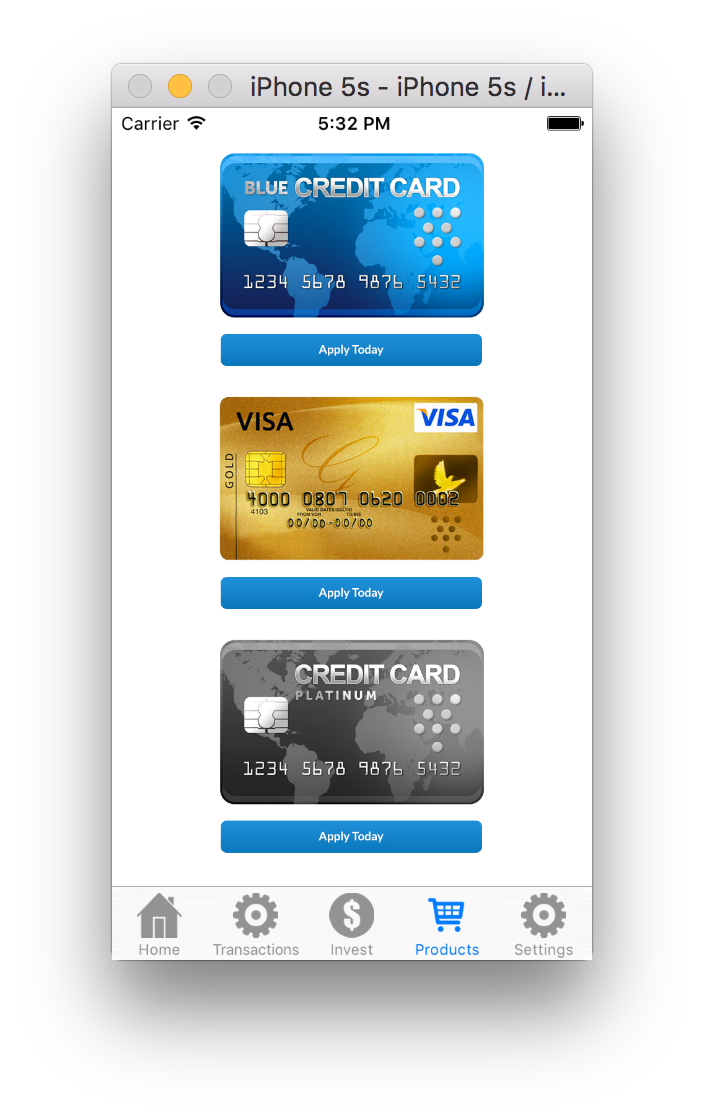 iPhone 5s - iPhone 5s / i...
Carrier 5:32 PM
BLUE CREDIT CARD
1234 5678 9876 5432
Apply Today
VISA VISA
GOLD
G
4000 0807 0620 0002
4103 VALID DATES/GÜLTIG
FROM/VON TO/BIS
00/00-00/00
Apply Today
CREDIT CARD
PLATINUM
1234 5678 9876 5432
Apply Today
Home Transactions Invest Products Settings